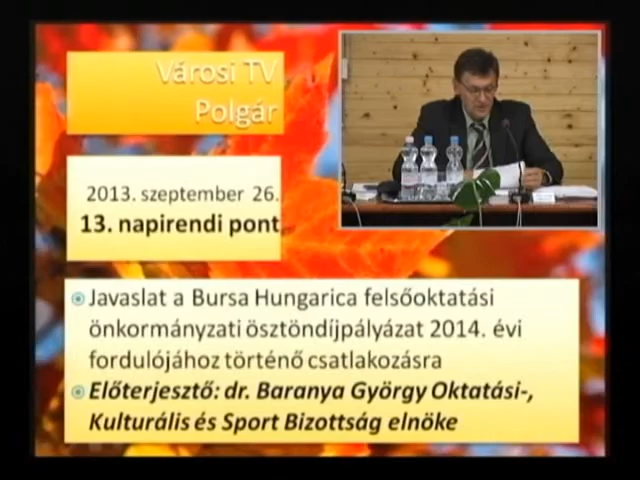 Városi TV
Polgár
2013. szeptember 26.
13. napirendi pont
Javaslat a Bursa Hungarica felsőoktatási
önkormányzati ösztöndíjpályázat 2014. évi
fordulójához történő csatlakozásra
Előterjesztő: dr. Baranya György Oktatási-,
Kulturális és Sport Bizottság elnöke